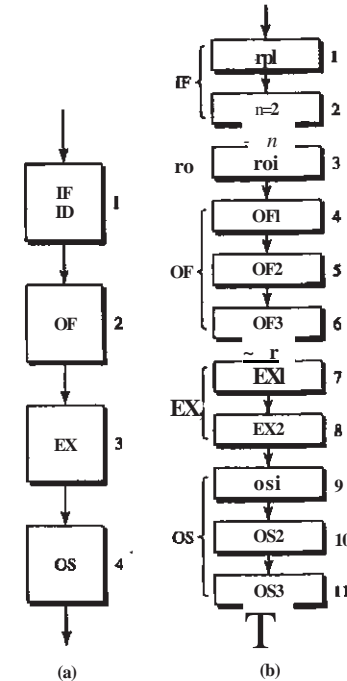 IF
ID
1
OF
2
EX
3
OS
4
(a)
IF
rpl
1
n=2
2
- n
ro
roi
3
OF
OF1
4
OF2
5
OF3
6
~ r
EX
EXl
7
EX2
8
OS
osi
9
OS2
10
OS3
11
T
(b)